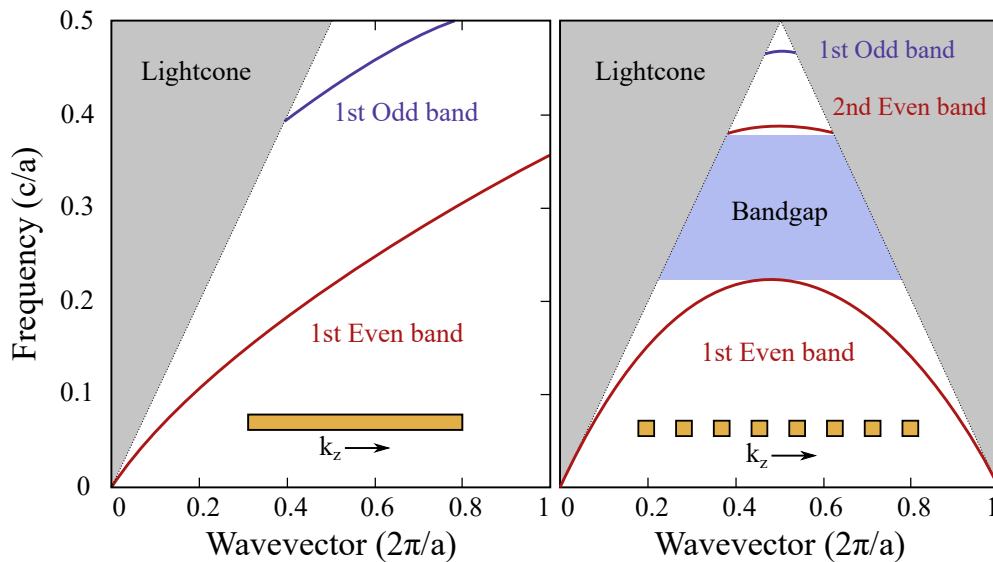 0.5
0.4
0.3
0.2
0.1
0
Frequency (c/a)
Lightcone
1st Odd band
1st Even band
k_z
0 0.2 0.4 0.6 0.8 1
Wavevector (2π/a)
Lightcone
1st Odd band
2nd Even band
Bandgap
1st Even band
k_z
0 0.2 0.4 0.6 0.8 1
Wavevector (2π/a)